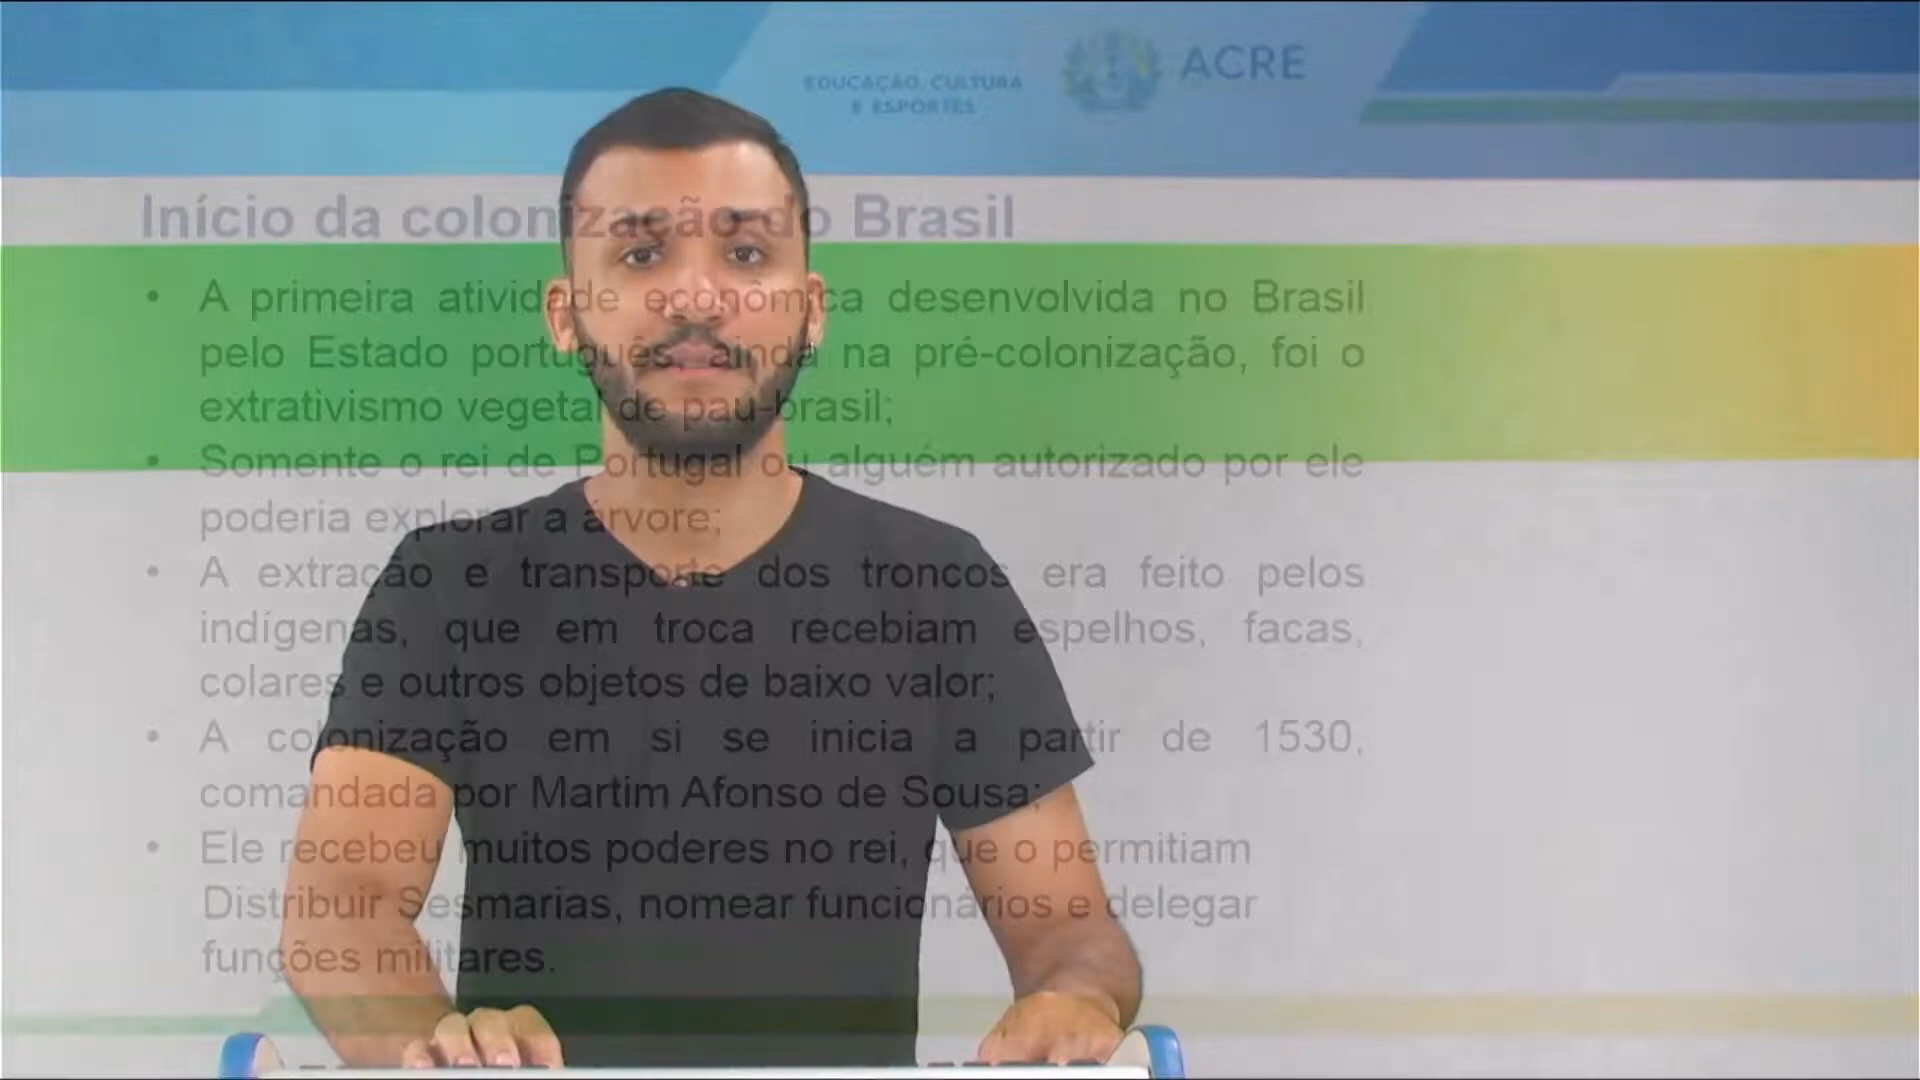 EDUCAÇÃO, CULTURA
E ESPORTES
ACRE
Início da colonização do Brasil
• A primeira atividade econômica desenvolvida no Brasil
pelo Estado português, ainda na pré-colonização, foi o
extrativismo vegetal de pau-brasil;
• Somente o rei de Portugal ou alguém autorizado por ele
poderia explorar a árvore;
• A extração e transporte dos troncos era feito pelos
indígenas, que em troca recebiam espelhos, facas,
colares e outros objetos de baixo valor;
• A colonização em si se inicia a partir de 1530,
comandada por Martim Afonso de Sousa;
• Ele recebeu muitos poderes no rei, que o permitiam
Distribuir Sesmarias, nomear funcionários e delegar
funções militares.